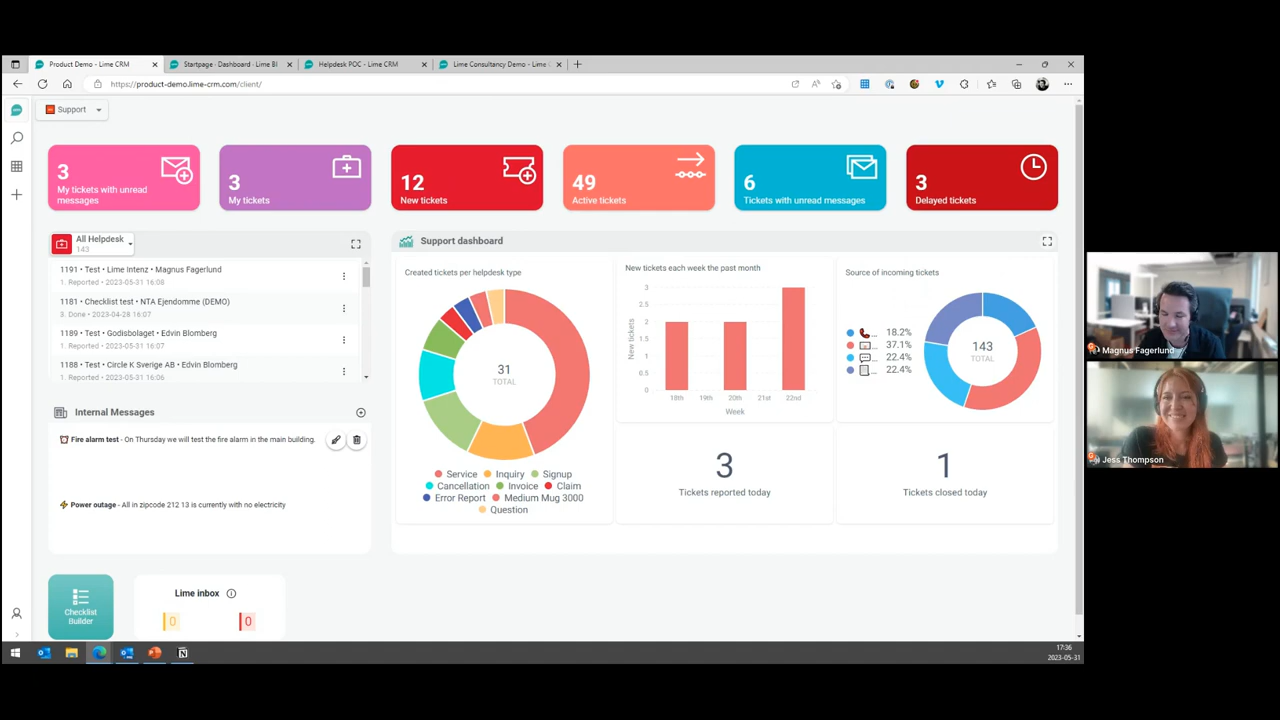 Product Demo - Lime CRM
Startpage - Dashboard - Lime BI
Helpdesk POC - Lime CRM
Lime Consultancy Demo - Lime
https://product-demo.lime-crm.com/client/
Support
3
My tickets with unread
messages
3
My tickets
12
New tickets
49
Active tickets
6
Tickets with unread messages
3
Delayed tickets
All Helpdesk
143
1191 • Test • Lime Intenz • Magnus Fagerlund
1. Reported • 2023-05-31 16:08
1181 • Checklist test • NTA Ejendomme (DEMO)
3. Done • 2023-04-28 16:07
1189 • Test • Godisbolaget • Edvin Blomberg
1. Reported • 2023-05-31 16:07
1188 • Test • Circle K Sverige AB • Edvin Blomberg
1. Reported • 2023-05-31 16:06
Internal Messages
Fire alarm test - On Thursday we will test the fire alarm in the main building.
Power outage - All in zipcode 212 13 is currently with no electricity
Checklist
Builder
Lime inbox
0
0
Support dashboard
Created tickets per helpdesk type
31
TOTAL
Service Inquiry Signup
Cancellation Invoice Claim
Error Report Medium Mug 3000
Question
New tickets each week the past month
New tickets
3
2.5
2
1.5
1
0.5
0
18th 19th 20th 21st 22nd
Week
Source of incoming tickets
... 18.2%
... 37.1%
... 22.4%
... 22.4%
143
TOTAL
3
Tickets reported today
1
Tickets closed today
Magnus Fagerlund
Jess Thompson
17:36
2023-05-31